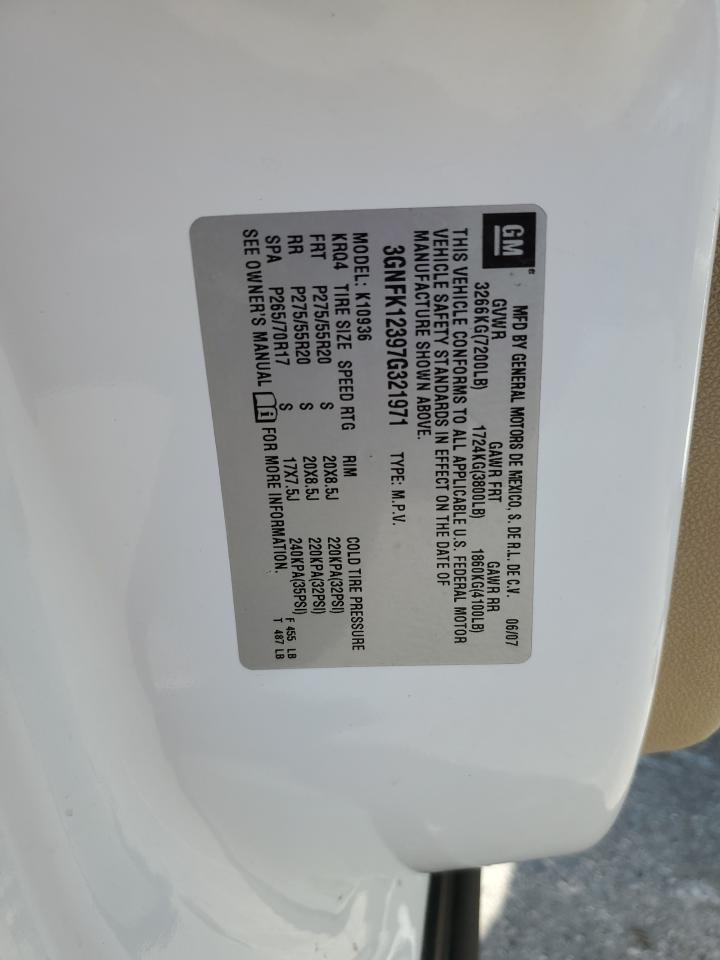 GM
MFD BY GENERAL MOTORS DE MEXICO, S. DE R.L. DE C.V. 06/07
GVWR GAWR FRT GAWR RR
3266KG(7200LB) 1724KG(3800LB) 1860KG(4100LB)
THIS VEHICLE CONFORMS TO ALL APPLICABLE U.S. FEDERAL MOTOR
VEHICLE SAFETY STANDARDS IN EFFECT ON THE DATE OF
MANUFACTURE SHOWN ABOVE.
3GNFK12397G321971 TYPE: M.P.V.
MODEL: K10936
KRQ4 TIRE SIZE SPEED RTG RIM COLD TIRE PRESSURE
FRT P275/55R20 S 20X8.5J 220KPA(32PSI)
RR P275/55R20 S 20X8.5J 220KPA(32PSI)
SPA P265/70R17 S 17X7.5J 240KPA(35PSI)
SEE OWNER'S MANUAL i FOR MORE INFORMATION.
F 455 LB
T 487 LB